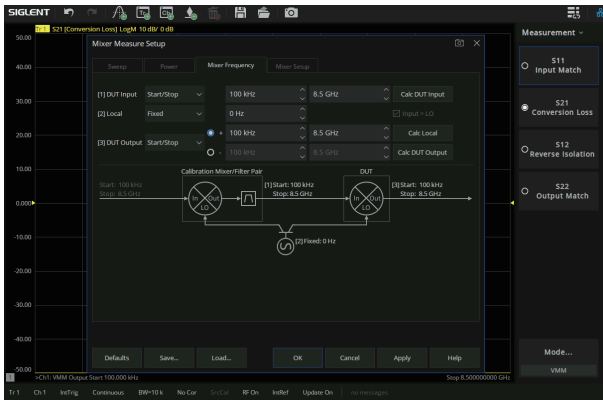 SIGLENT
Tr 1 S21 [Conversion Loss] LogM 10 dB/ 0 dB
50.00
40.00
30.00
20.00
10.00
0.000
-10.00
-20.00
-30.00
-40.00
-50.00
Mixer Measure Setup
Sweep Power Mixer Frequency Mixer Setup
[1] DUT Input Start/Stop 100 kHz 8.5 GHz Calc DUT Input
[2] Local Fixed 0 Hz Input > LO
[3] DUT Output Start/Stop + 100 kHz 8.5 GHz Calc Local
- 100 kHz 8.5 GHz Calc DUT Output
Calibration Mixer/Filter Pair DUT
Start: 100 kHz [1]Start: 100 kHz [3]Start: 100 kHz
Stop: 8.5 GHz Stop: 8.5 GHz Stop: 8.5 GHz
In Out In Out
LO LO
[2]Fixed: 0 Hz
Defaults Save... Load... OK Cancel Apply Help
1 >Ch1: VMM Output Start 100.000 kHz Stop 8.500000000 GHz
Tr 1 Ch 1 IntTrig Continuous BW=10 k No Cor SrcCal RF On IntRef Update On no messages
Measurement
S11
Input Match
S21
Conversion Loss
S12
Reverse Isolation
S22
Output Match
Mode...
VMM